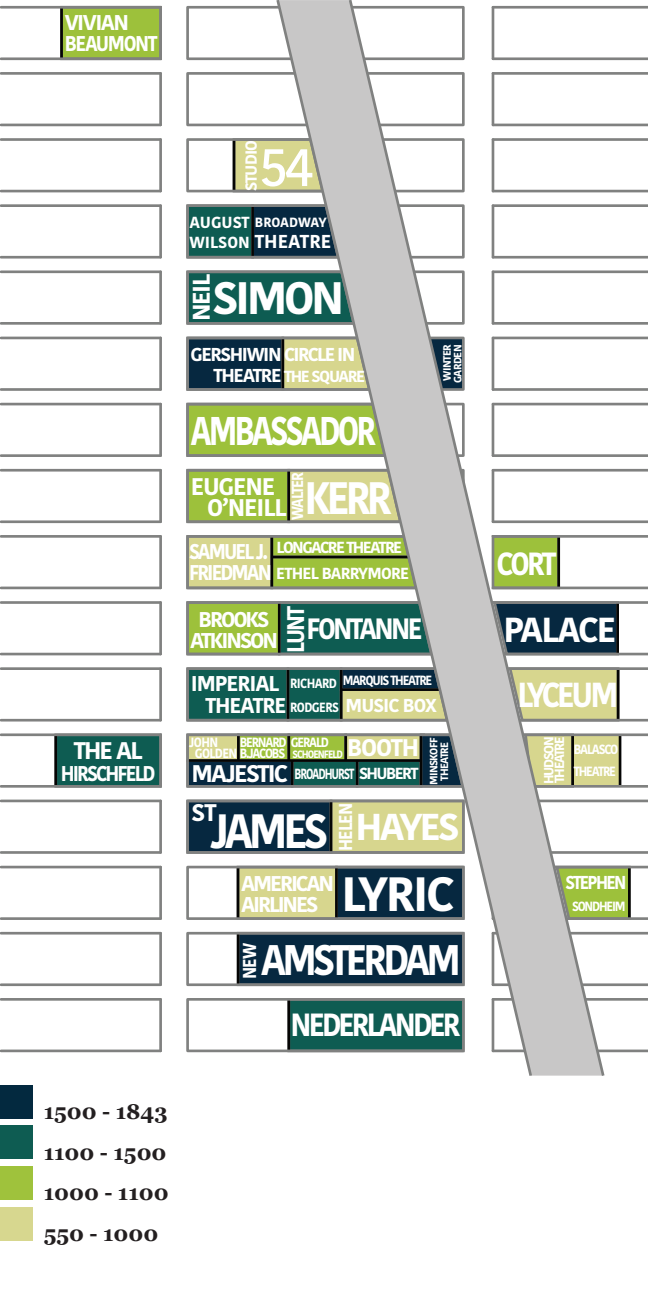 VIVIAN
BEAUMONT
STUDIO 54
AUGUST
WILSON
BROADWAY
THEATRE
NEIL SIMON
GERSHIWIN
THEATRE
CIRCLE IN
THE SQUARE
WINTER
GARDEN
AMBASSADOR
EUGENE
O'NEILL
WALTER KERR
SAMUEL J.
FRIEDMAN
LONGACRE THEATRE
ETHEL BARRYMORE
CORT
BROOKS
ATKINSON
LUNT FONTANNE
PALACE
IMPERIAL
THEATRE
RICHARD
RODGERS
MARQUIS THEATRE
MUSIC BOX
LYCEUM
THE AL
HIRSCHFELD
JOHN
GOLDEN
BERNARD
B.JACOBS
GERALD
SCHOENFELD
BOOTH
MAJESTIC
BROADHURST
SHUBERT
MINSKOFF
THEATRE
HUDSON
THEATRE
BALASCO
THEATRE
ST JAMES
HELEN HAYES
AMERICAN
AIRLINES
LYRIC
STEPHEN
SONDHEIM
NEW AMSTERDAM
NEDERLANDER
1500 - 1843
1100 - 1500
1000 - 1100
550 - 1000